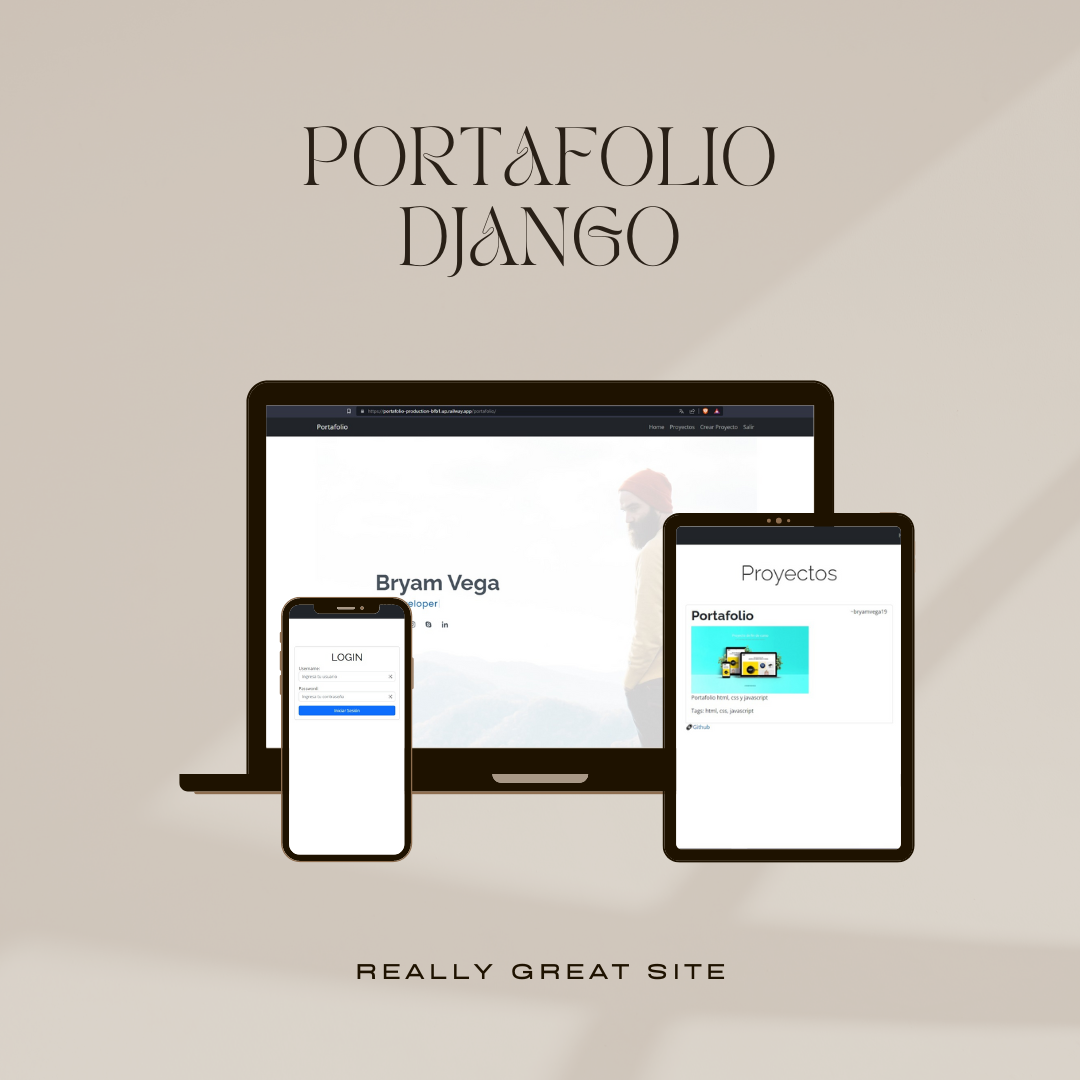 PORTAFOLIO
DJANGO
https://portafolio-production-bfb1.up.railway.app/portafolio/
Portafolio
Home Proyectos Crear Proyecto Salir
Bryam Vega
eloper
LOGIN
Username:
Ingresa tu usuario
Password:
Ingresa tu contraseña
Iniciar Sesión
Proyectos
Portafolio
~bryamvega19
Portafolio html, css y javascript
Tags: html, css, javascript
Github
REALLY GREAT SITE